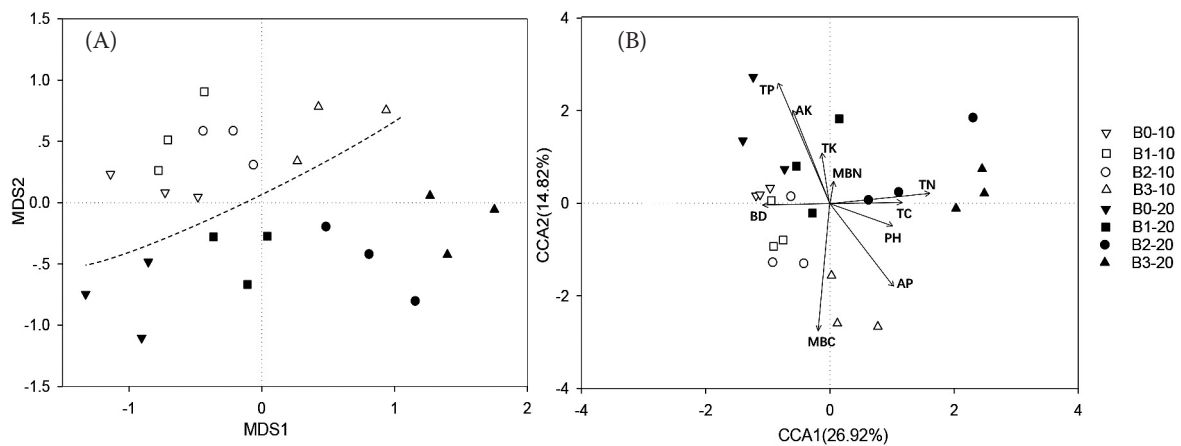 (A)
1.5
1.0
.5
0.0
-.5
-1.0
-1.5
MDS2
-1
0
1
2
MDS1
(B)
4
2
0
-2
-4
CCA2(14.82%)
TP
AK
TK
MBN
TN
BD
TC
PH
AP
MBC
-4
-2
0
2
4
CCA1(26.92%)
B0-10
B1-10
B2-10
B3-10
B0-20
B1-20
B2-20
B3-20